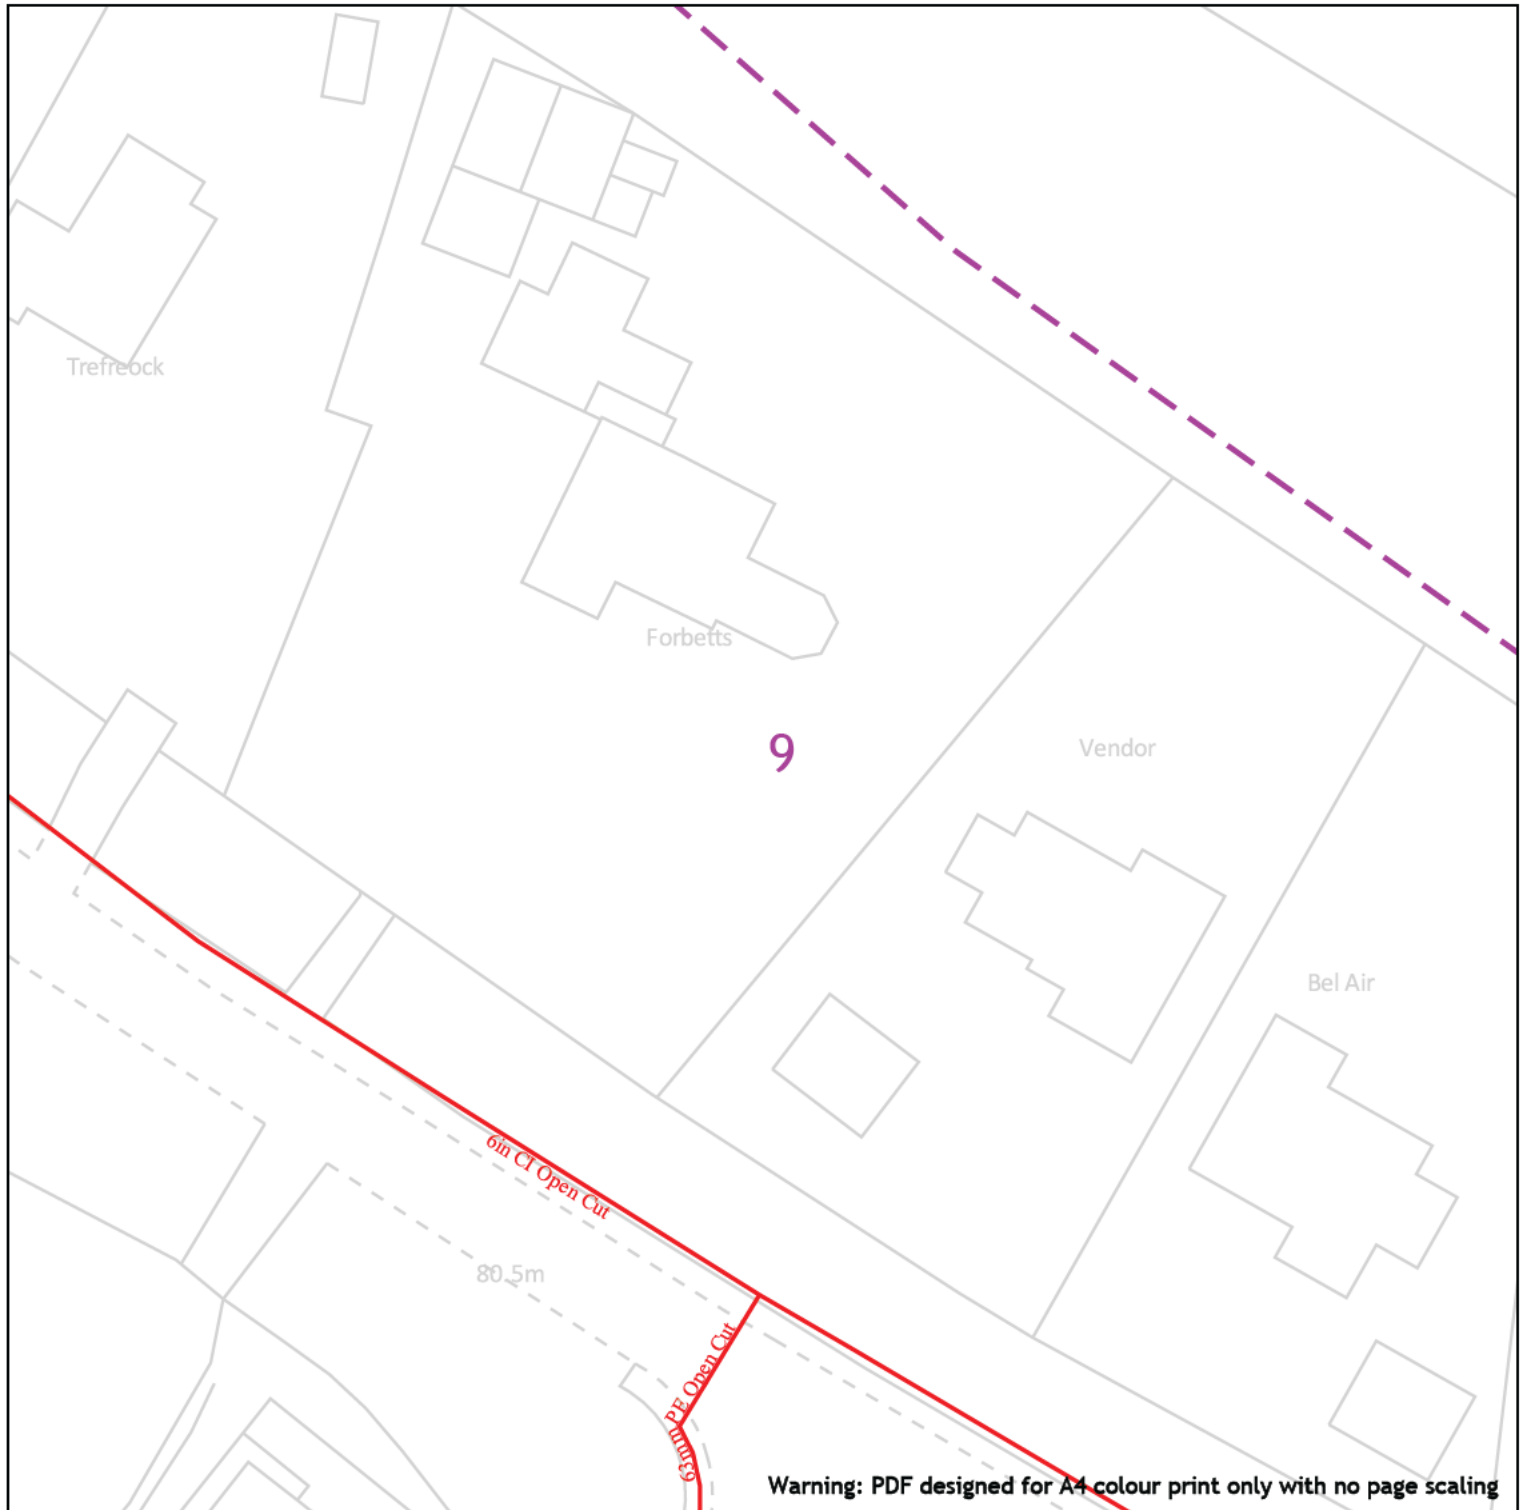 Trefreock
Forbetts
9
Vendor
Bel Air
6in CI Open Cut
80.5m
63mm PE Open Cut
Warning: PDF designed for A4 colour print only with no page scaling